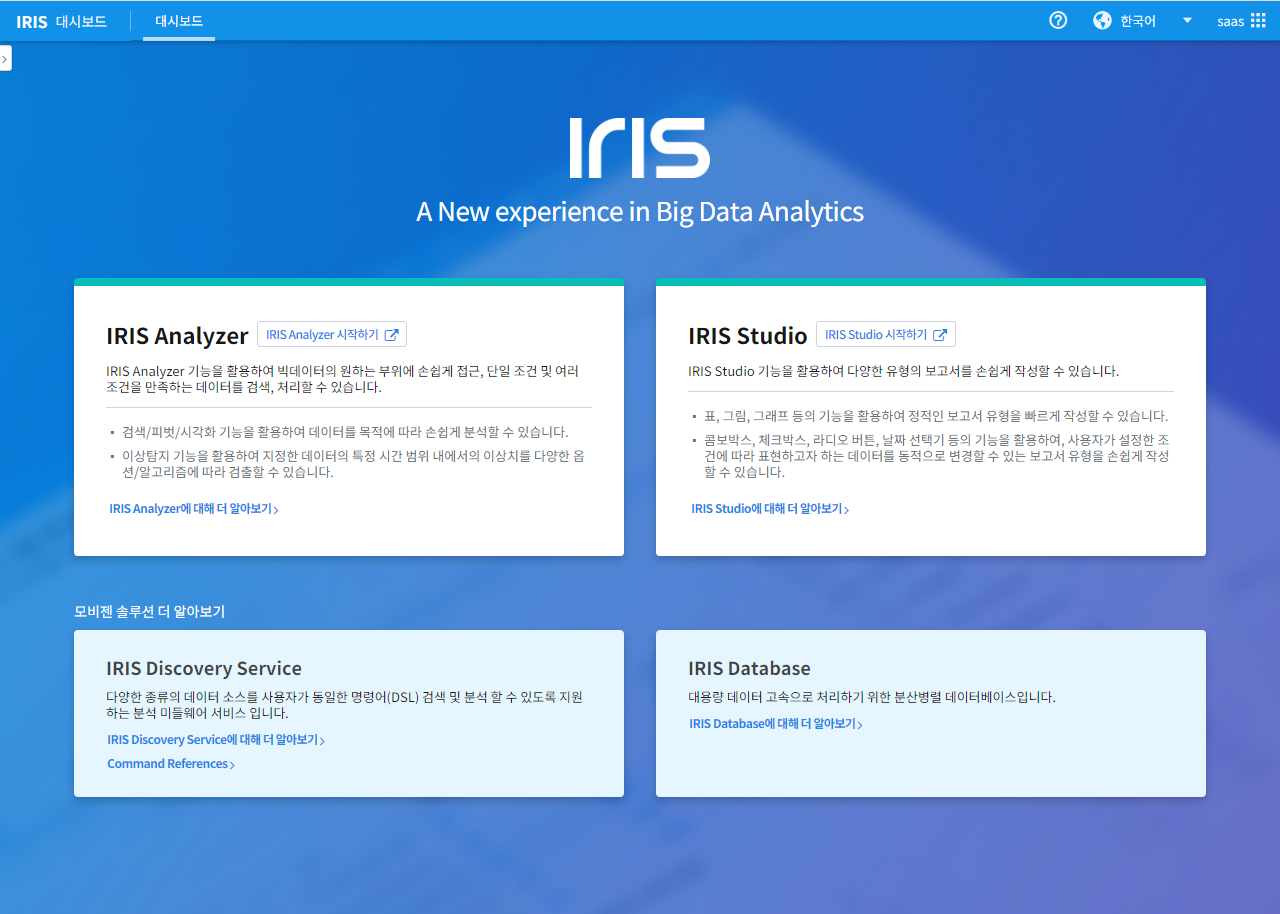 IRIS 대시보드 대시보드 한국어 saas
IRIS
A New experience in Big Data Analytics
IRIS Analyzer IRIS Analyzer 시작하기
IRIS Analyzer 기능을 활용하여 빅데이터의 원하는 부위에 손쉽게 접근, 단일 조건 및 여러
조건을 만족하는 데이터를 검색, 처리할 수 있습니다.
검색/피벗/시각화 기능을 활용하여 데이터를 목적에 따라 손쉽게 분석할 수 있습니다.
이상탐지 기능을 활용하여 지정한 데이터의 특정 시간 범위 내에서의 이상치를 다양한 옵
션/알고리즘에 따라 검출할 수 있습니다.
IRIS Analyzer에 대해 더 알아보기
IRIS Studio IRIS Studio 시작하기
IRIS Studio 기능을 활용하여 다양한 유형의 보고서를 손쉽게 작성할 수 있습니다.
표, 그림, 그래프 등의 기능을 활용하여 정적인 보고서 유형을 빠르게 작성할 수 있습니다.
콤보박스, 체크박스, 라디오 버튼, 날짜 선택기 등의 기능을 활용하여, 사용자가 설정한 조
건에 따라 표현하고자 하는 데이터를 동적으로 변경할 수 있는 보고서 유형을 손쉽게 작성
할 수 있습니다.
IRIS Studio에 대해 더 알아보기
모비젠 솔루션 더 알아보기
IRIS Discovery Service
다양한 종류의 데이터 소스를 사용자가 동일한 명령어(DSL) 검색 및 분석 할 수 있도록 지원
하는 분석 미들웨어 서비스 입니다.
IRIS Discovery Service에 대해 더 알아보기
Command References
IRIS Database
대용량 데이터 고속으로 처리하기 위한 분산병렬 데이터베이스입니다.
IRIS Database에 대해 더 알아보기